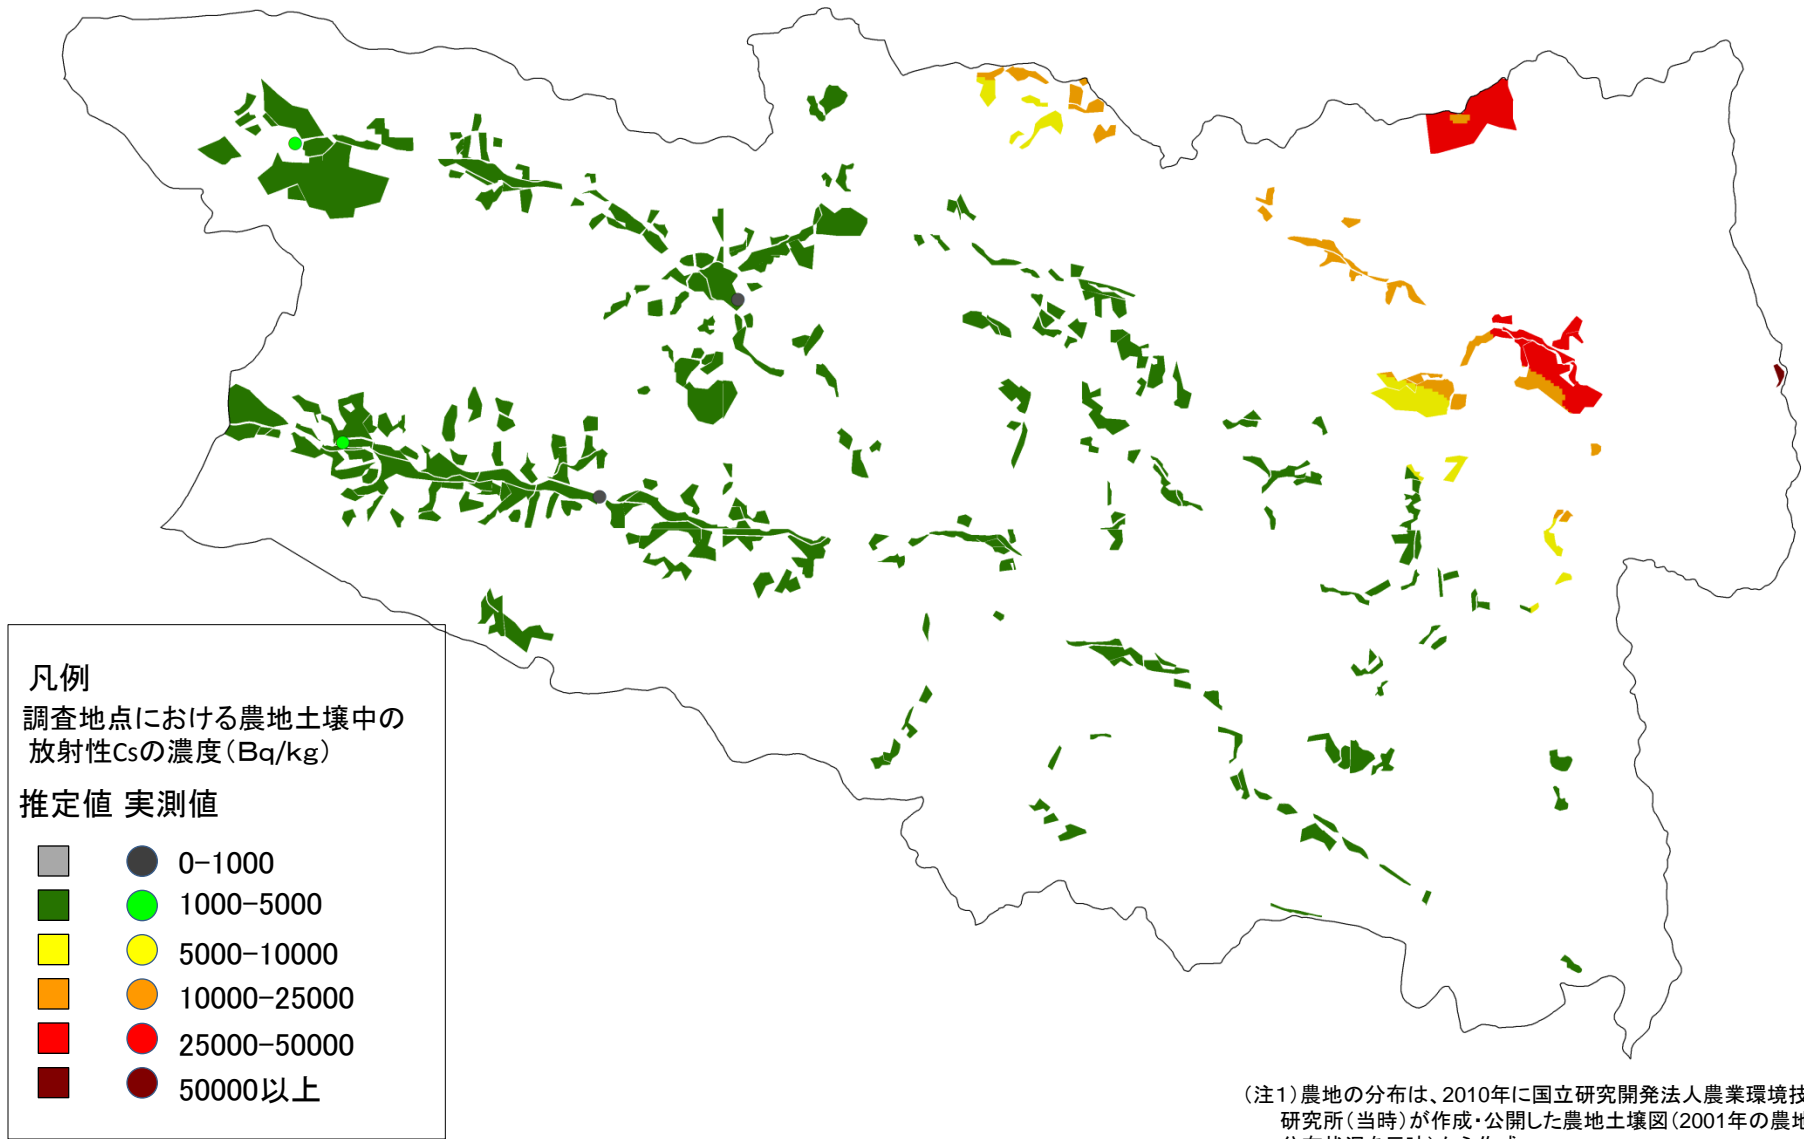 凡例
調査地点における農地土壌中の
放射性Csの濃度（Bq/kg）
推定値 実測値
0-1000
1000-5000
5000-10000
10000-25000
25000-50000
50000以上
（注1）農地の分布は、2010年に国立研究開発法人農業環境技
研究所（当時）が作成・公開した農地土壌図（2001年の農地